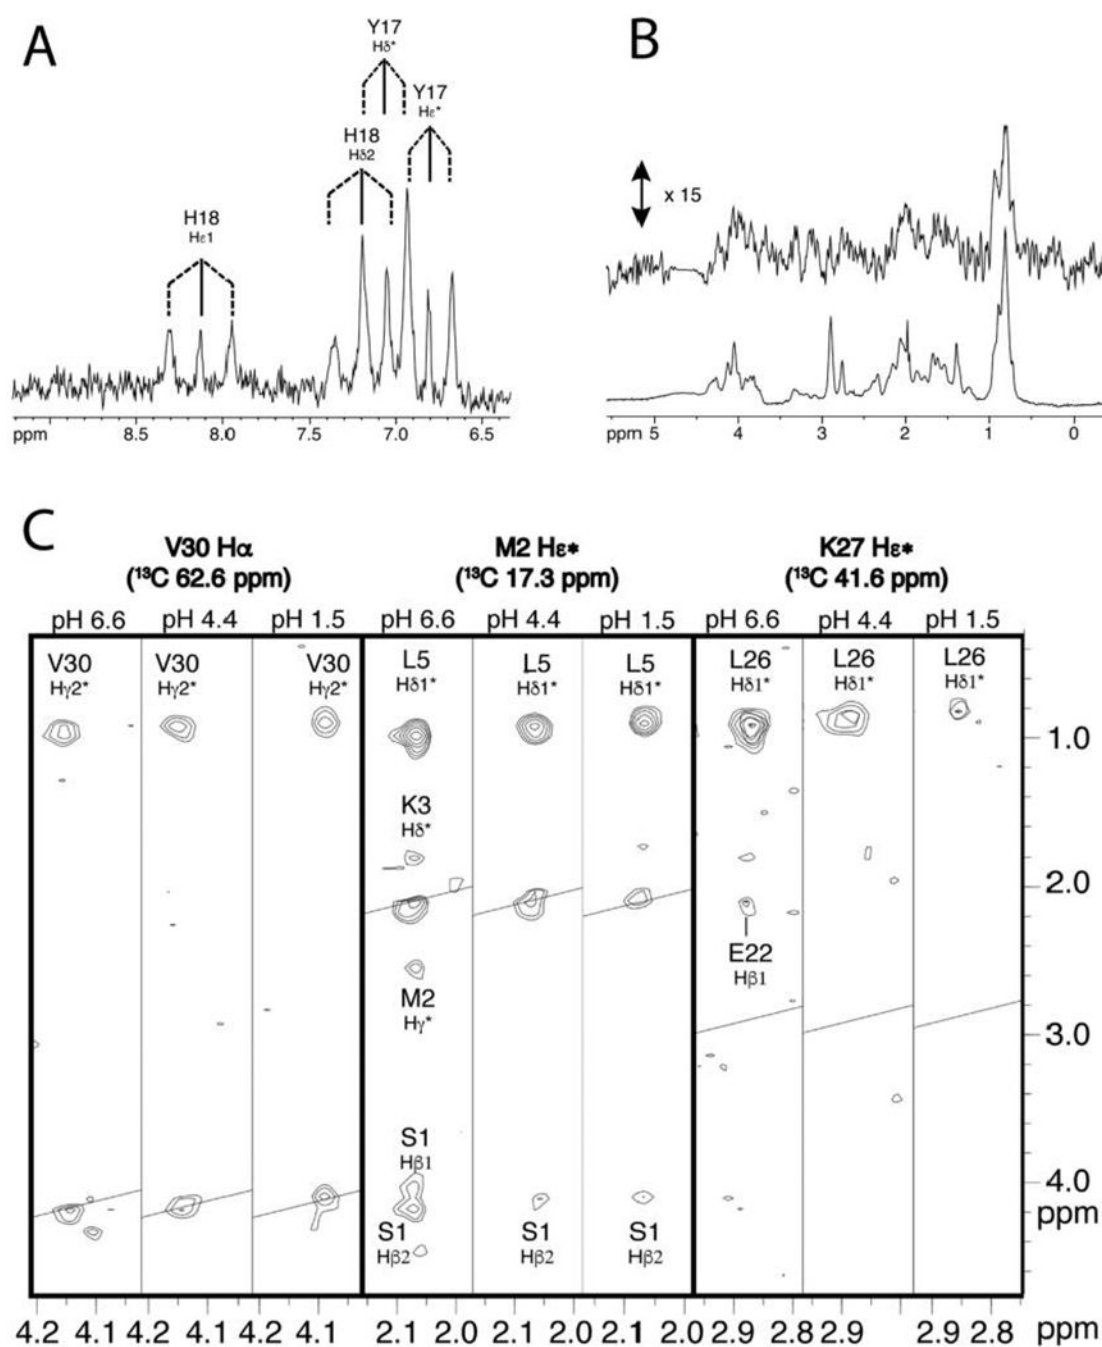 A
Y17
Hδ*
Y17
Hε*
H18
Hδ2
H18
Hε1
ppm 8.5 8.0 7.5 7.0 6.5
B
x 15
ppm 5 4 3 2 1 0
C
V30 Hα M2 Hε* K27 Hε*
(¹³C 62.6 ppm) (¹³C 17.3 ppm) (¹³C 41.6 ppm)
pH 6.6 pH 4.4 pH 1.5 pH 6.6 pH 4.4 pH 1.5 pH 6.6 pH 4.4 pH 1.5
V30 V30 V30 L5 L5 L5 L26 L26 L26
Hγ2* Hγ2* Hγ2* Hδ1* Hδ1* Hδ1* Hδ1* Hδ1* Hδ1*
1.0
K3
Hδ*
2.0
E22
Hβ1
M2
Hγ*
3.0
S1
Hβ1
4.0
ppm
S1 S1 S1
Hβ2 Hβ2 Hβ2
4.2 4.1 4.2 4.1 4.2 4.1 2.1 2.0 2.1 2.0 2.1 2.0 2.9 2.8 2.9 2.9 2.8 ppm